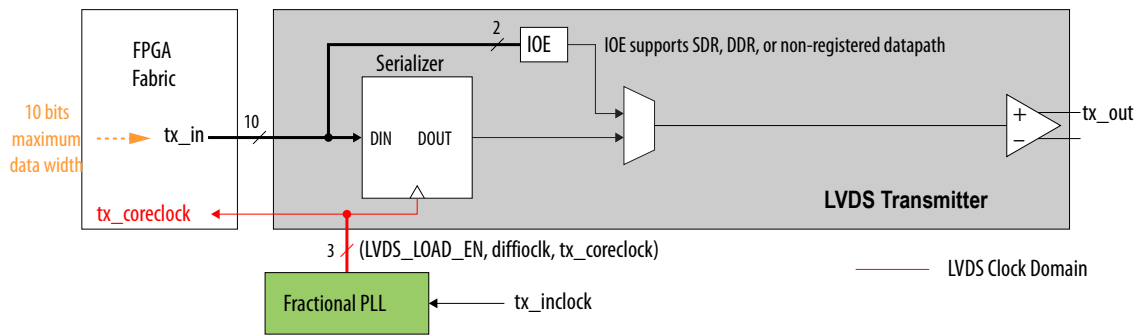 FPGA
Fabric
2
IOE
IOE supports SDR, DDR, or non-registered datapath
Serializer
10 bits
maximum
data width
tx_in
10
DIN
DOUT
+
−
tx_out
tx_coreclock
LVDS Transmitter
3
(LVDS_LOAD_EN, diffioclk, tx_coreclock)
LVDS Clock Domain
Fractional PLL
tx_inclock